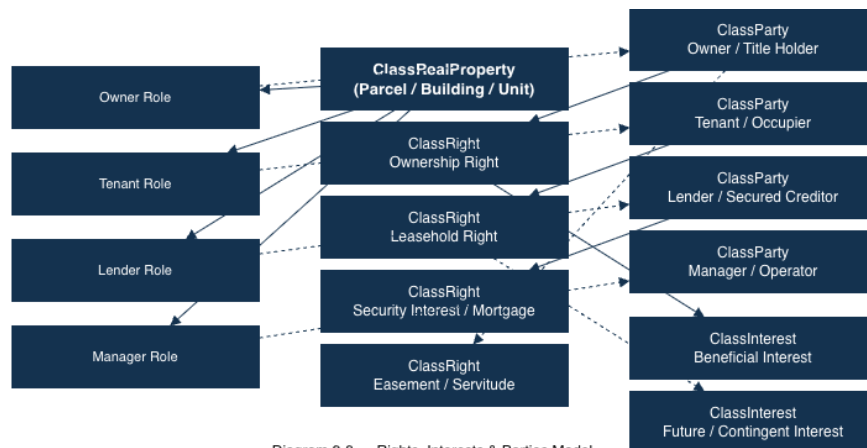 Owner Role
Tenant Role
Lender Role
Manager Role
ClassRealProperty
(Parcel / Building / Unit)
ClassRight
Ownership Right
ClassRight
Leasehold Right
ClassRight
Security Interest / Mortgage
ClassRight
Easement / Servitude
ClassParty
Owner / Title Holder
ClassParty
Tenant / Occupier
ClassParty
Lender / Secured Creditor
ClassParty
Manager / Operator
ClassInterest
Beneficial Interest
ClassInterest
Future / Contingent Interest
Rights, Interests & Parties Model